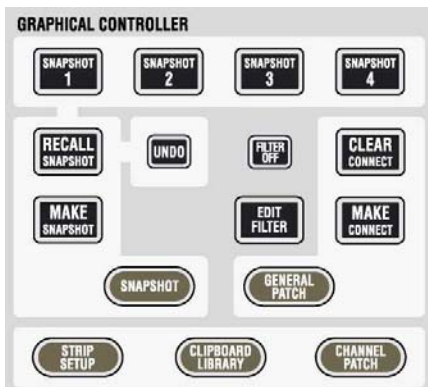 GRAPHICAL CONTROLLER
SNAPSHOT
1
SNAPSHOT
2
SNAPSHOT
3
SNAPSHOT
4
RECALL
SNAPSHOT
UNDO
FILTER
OFF
CLEAR
CONNECT
MAKE
SNAPSHOT
EDIT
FILTER
MAKE
CONNECT
SNAPSHOT
GENERAL
PATCH
STRIP
SETUP
CLIPBOARD
LIBRARY
CHANNEL
PATCH